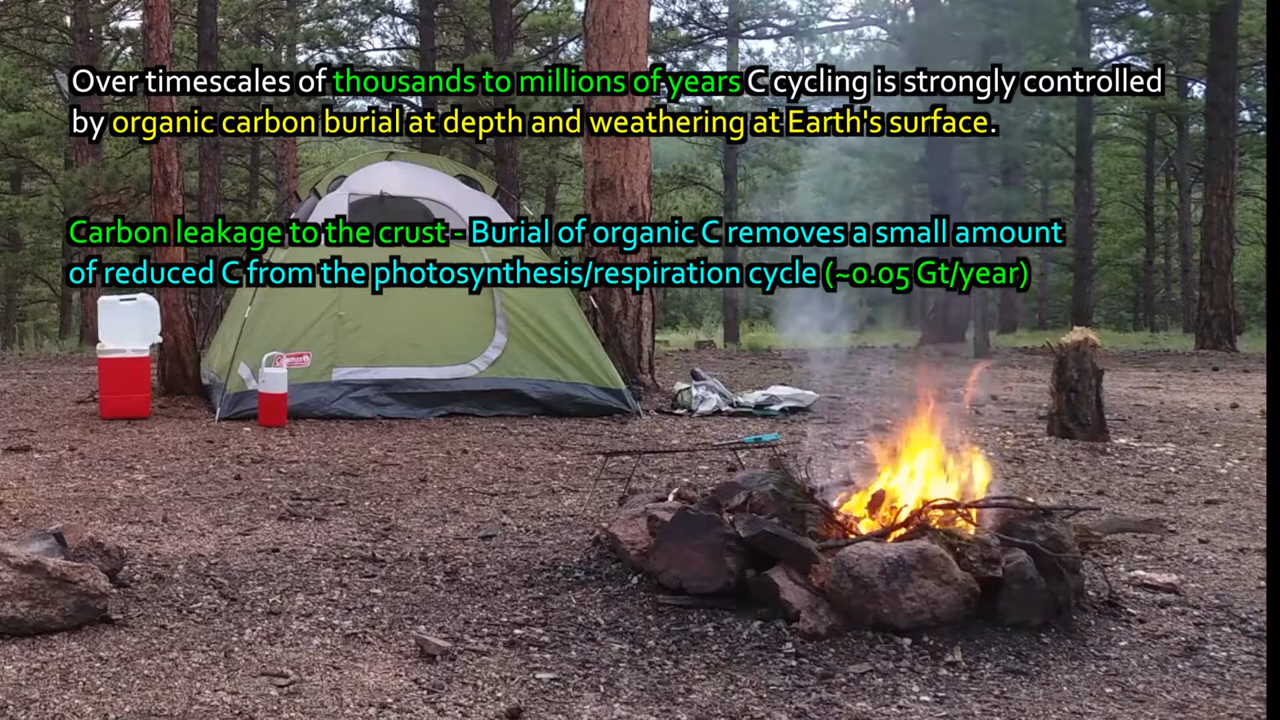 Over timescales of thousands to millions of years C cycling is strongly controlled
by organic carbon burial at depth and weathering at Earth's surface.
Carbon leakage to the crust - Burial of organic C removes a small amount
of reduced C from the photosynthesis/respiration cycle (~0.05 Gt/year)
Coleman